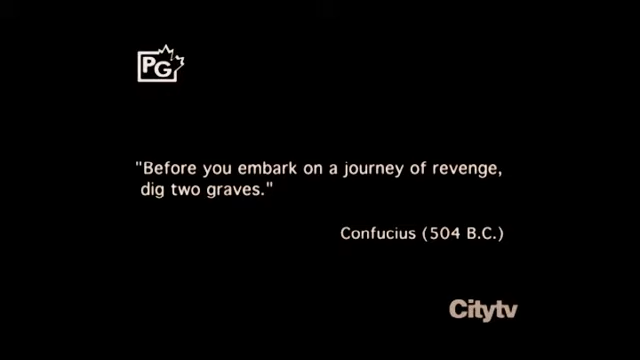 PG
"Before you embark on a journey of revenge,
dig two graves."
Confucius (504 B.C.)
Citytv